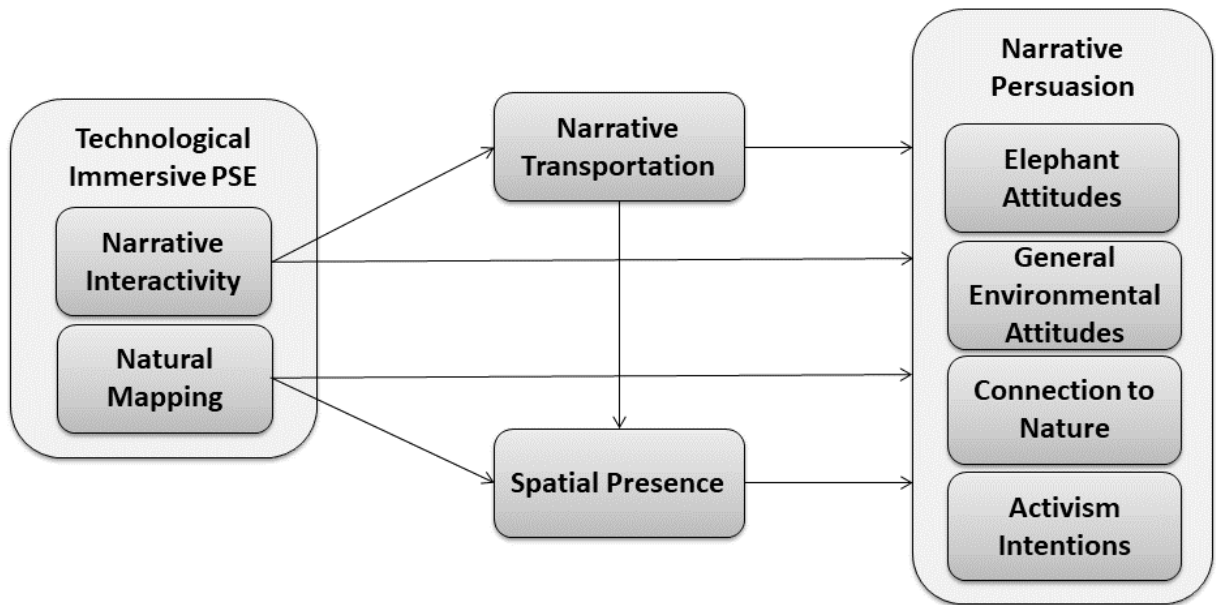 Technological
Immersive PSE
Narrative
Interactivity
Natural
Mapping
Narrative
Transportation
Spatial Presence
Narrative
Persuasion
Elephant
Attitudes
General
Environmental
Attitudes
Connection to
Nature
Activism
Intentions